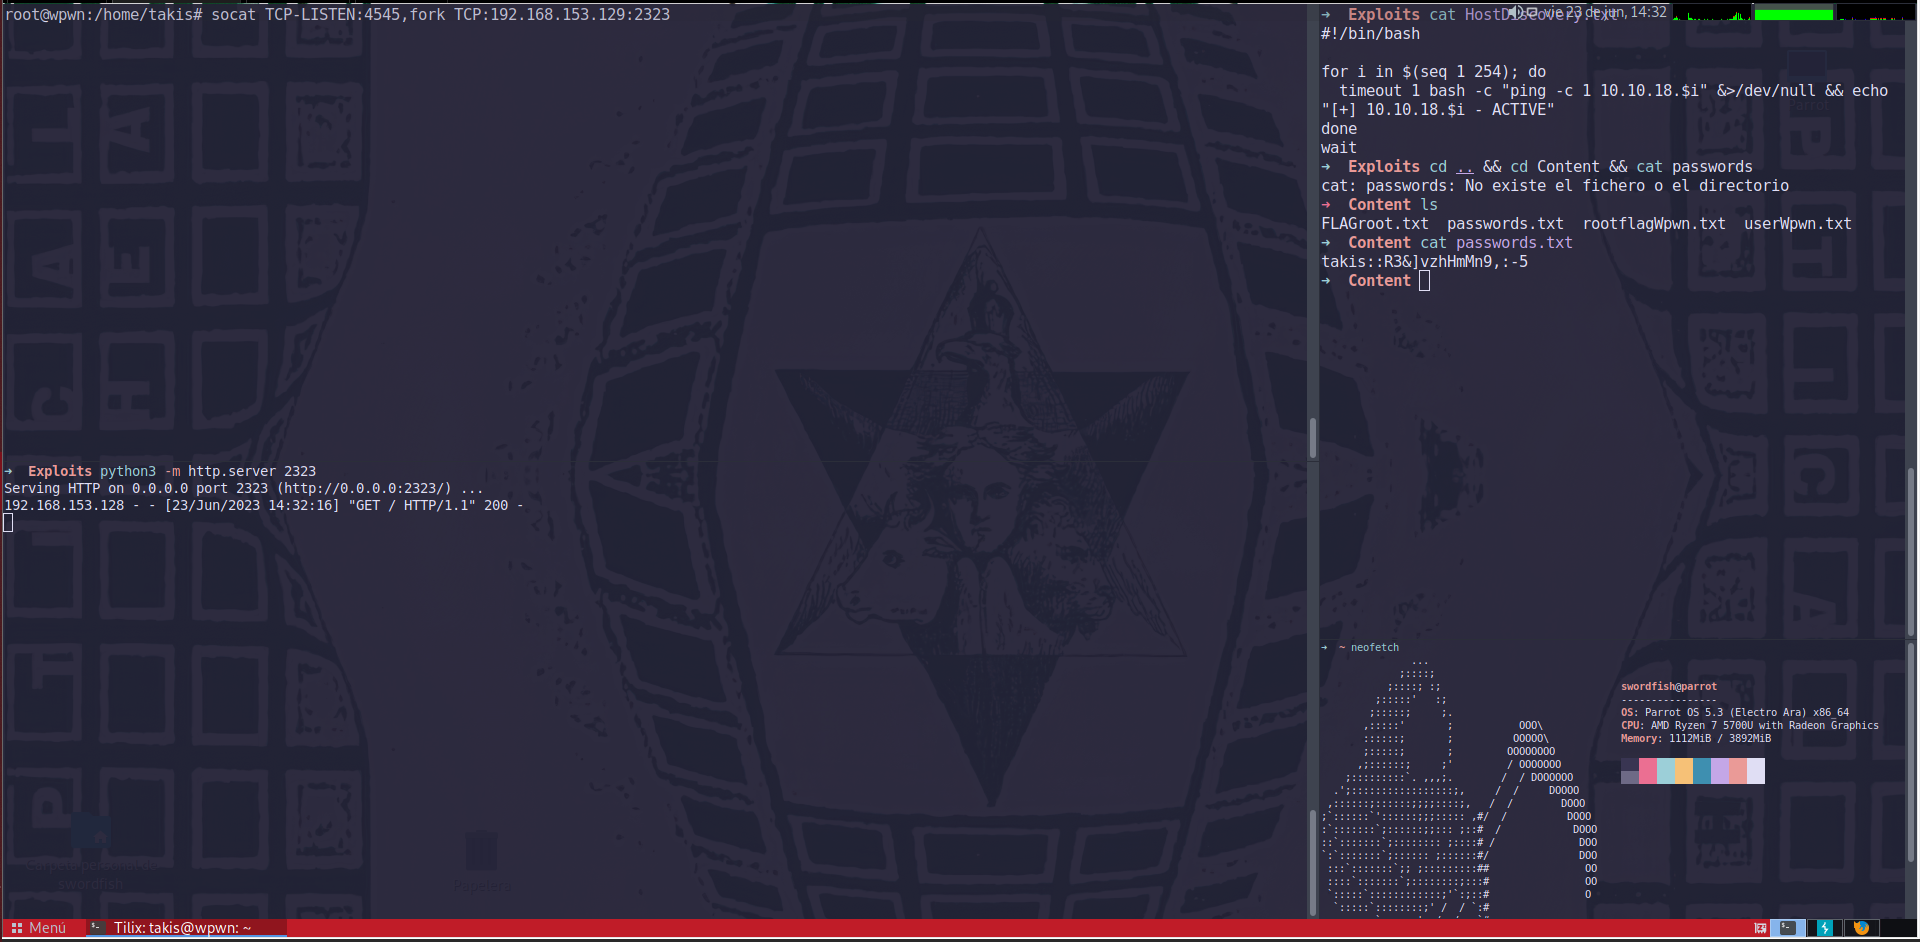 root@wpwn:/home/takis# socat TCP-LISTEN:4545,fork TCP:192.168.153.129:2323
➜  Exploits python3 -m http.server 2323
Serving HTTP on 0.0.0.0 port 2323 (http://0.0.0.0:2323/) ...
192.168.153.128 - - [23/Jun/2023 14:32:16] "GET / HTTP/1.1" 200 -
➜  Exploits cat HostDiscovery.txt
vie 23 de jun, 14:32
#!/bin/bash
for i in $(seq 1 254); do
  timeout 1 bash -c "ping -c 1 10.10.18.$i" &>/dev/null && echo
"[+] 10.10.18.$i - ACTIVE"
done
wait
➜  Exploits cd .. && cd Content && cat passwords
cat: passwords: No existe el fichero o el directorio
➜  Content ls
FLAGroot.txt  passwords.txt  rootflagWpwn.txt  userWpwn.txt
➜  Content cat passwords.txt
takis::R3&]vzhHmMn9,:-5
➜  Content
➜  ~ neofetch
swordfish@parrot
----------------
OS: Parrot OS 5.3 (Electro Ara) x86_64
CPU: AMD Ryzen 7 5700U with Radeon Graphics
Memory: 1112MiB / 3892MiB
swordfish
Menú
Tilix: takis@wpwn: ~